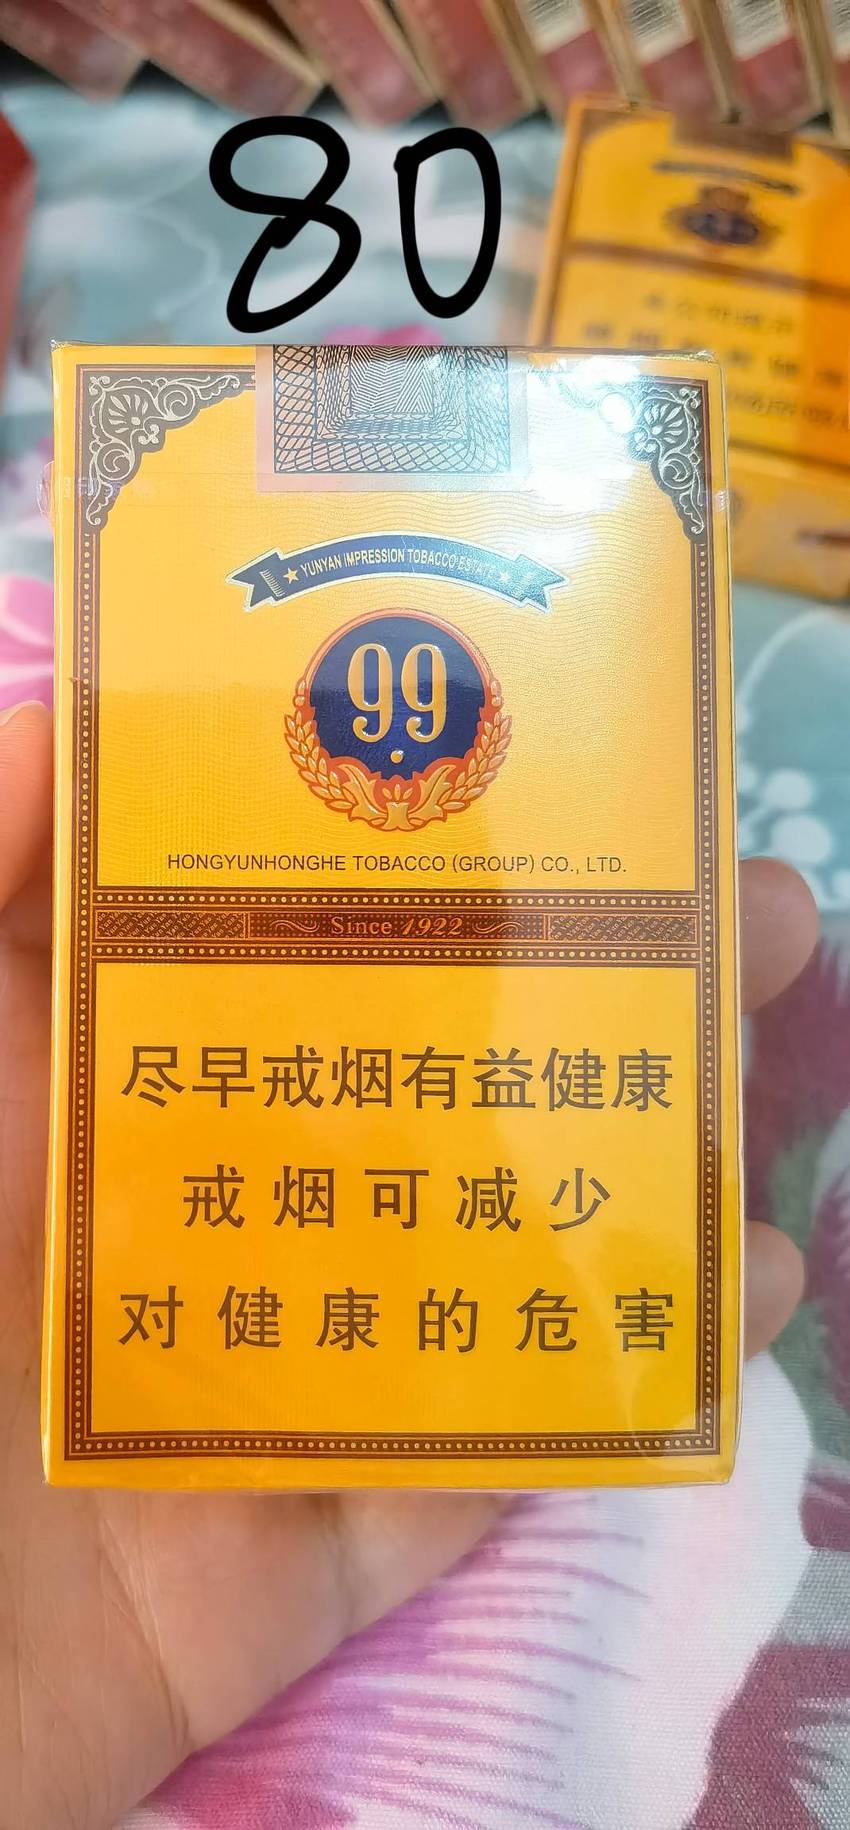 80
YUNYAN IMPRESSION TOBACCO ESTATE
99
HONGYUNHONGHE TOBACCO (GROUP) CO., LTD.
Since 1922
尽早戒烟有益健康
戒烟可减少
对健康的危害